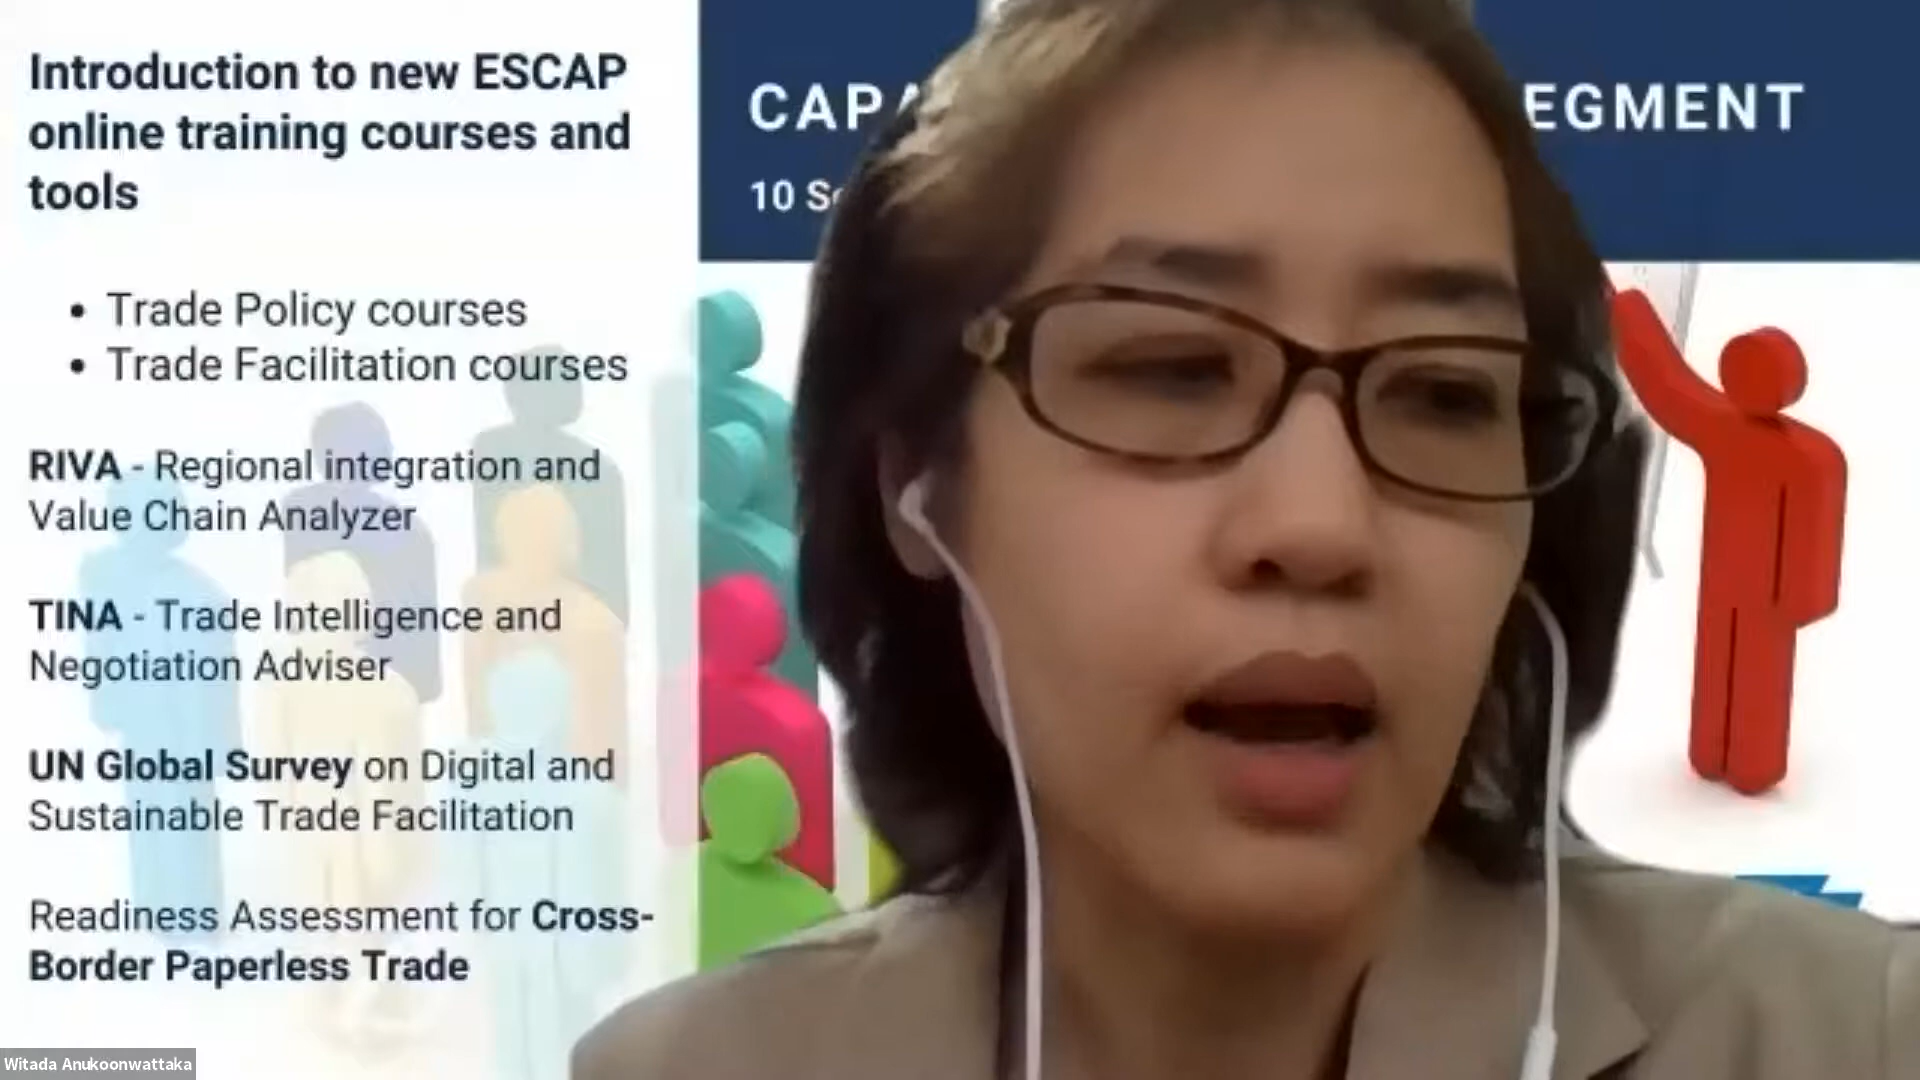 Introduction to new ESCAP
online training courses and
tools
• Trade Policy courses
• Trade Facilitation courses
RIVA - Regional integration and
Value Chain Analyzer
TINA - Trade Intelligence and
Negotiation Adviser
UN Global Survey on Digital and
Sustainable Trade Facilitation
Readiness Assessment for Cross-
Border Paperless Trade
EGMENT
10
Witada Anukoonwattaka